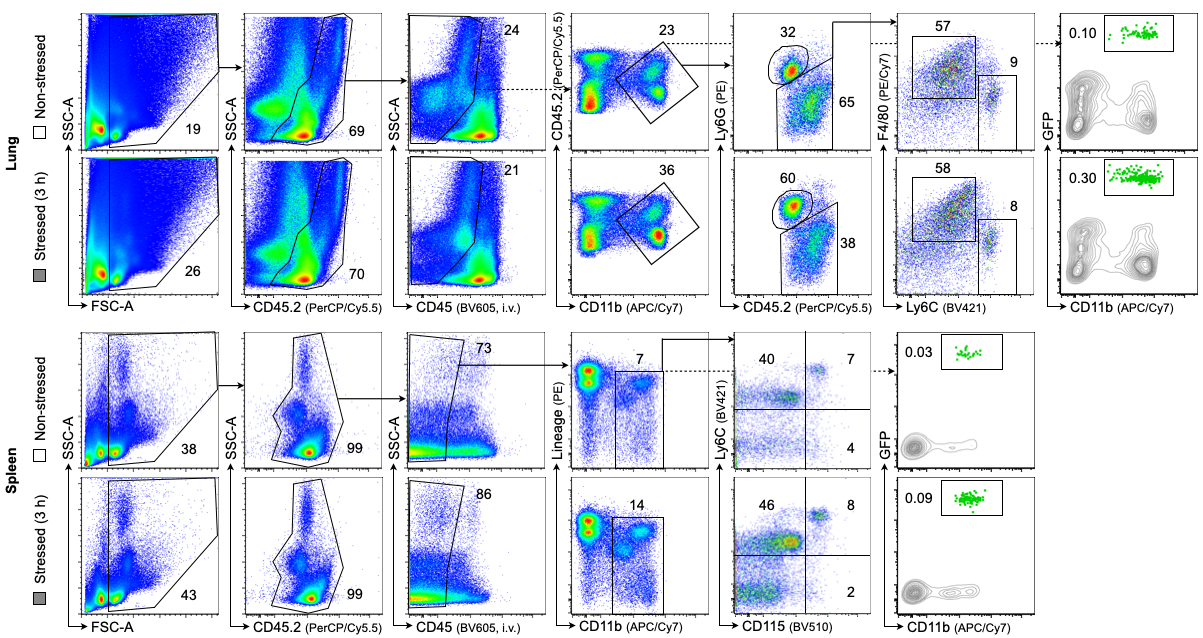 Lung
Non-stressed
SSC-A
19
SSC-A
69
SSC-A
24
CD45.2 (PerCP/Cy5.5)
23
Ly6G (PE)
32
65
F4/80 (PE/Cy7)
57
9
GFP
0.10
Stressed (3 h)
26
70
21
36
60
38
58
8
0.30
FSC-A
CD45.2 (PerCP/Cy5.5)
CD45 (BV605, i.v.)
CD11b (APC/Cy7)
CD45.2 (PerCP/Cy5.5)
Ly6C (BV421)
CD11b (APC/Cy7)
Spleen
Non-stressed
SSC-A
38
SSC-A
99
SSC-A
73
Lineage (PE)
7
Ly6C (BV421)
40
7
4
GFP
0.03
Stressed (3 h)
43
99
86
14
46
8
2
0.09
FSC-A
CD45.2 (PerCP/Cy5.5)
CD45 (BV605, i.v.)
CD11b (APC/Cy7)
CD115 (BV510)
CD11b (APC/Cy7)